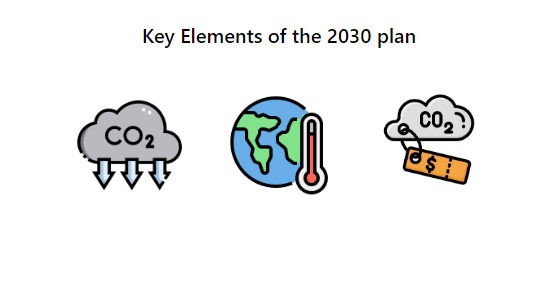 Key Elements of the 2030 plan
CO2
CO2
$